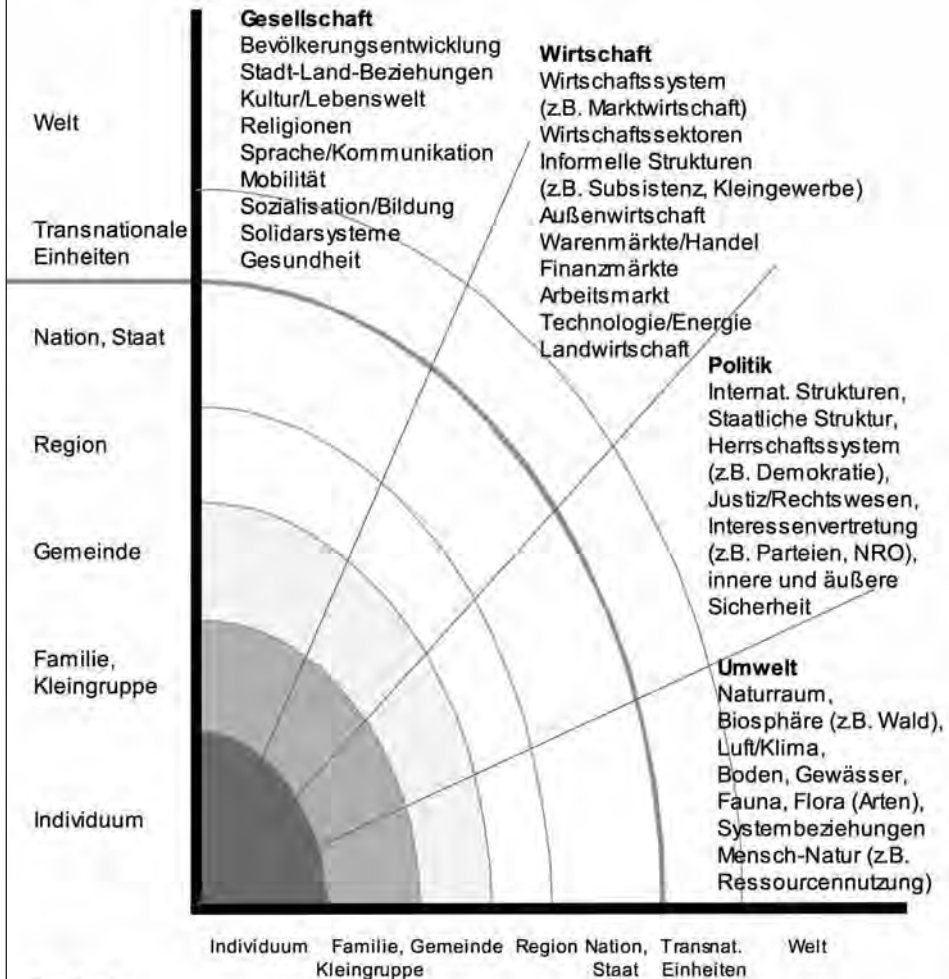 Gesellschaft
Bevölkerungsentwicklung
Stadt-Land-Beziehungen
Kultur/Lebenswelt
Religionen
Sprache/Kommunikation
Mobilität
Sozialisation/Bildung
Solidarsysteme
Gesundheit
Wirtschaft
Wirtschaftssystem
(z.B. Marktwirtschaft)
Wirtschaftssektoren
Informelle Strukturen
(z.B. Subsistenz, Kleingewerbe)
Außenwirtschaft
Warenmärkte/Handel
Finanzmärkte
Arbeitsmarkt
Technologie/Energie
Landwirtschaft
Politik
Internat. Strukturen,
Staatliche Struktur,
Herrschaftssystem
(z.B. Demokratie),
Justiz/Rechtswesen,
Interessenvertretung
(z.B. Parteien, NRO),
innere und äußere
Sicherheit
Umwelt
Naturraum,
Biosphäre (z.B. Wald),
Luft/Klima,
Boden, Gewässer,
Fauna, Flora (Arten),
Systembeziehungen
Mensch-Natur (z.B.
Ressourcennutzung)
Welt
Transnationale
Einheiten
Nation, Staat
Region
Gemeinde
Familie,
Kleingruppe
Individuum
Individuum
Familie,
Kleingruppe
Gemeinde
Region
Nation,
Staat
Transnat.
Einheiten
Welt